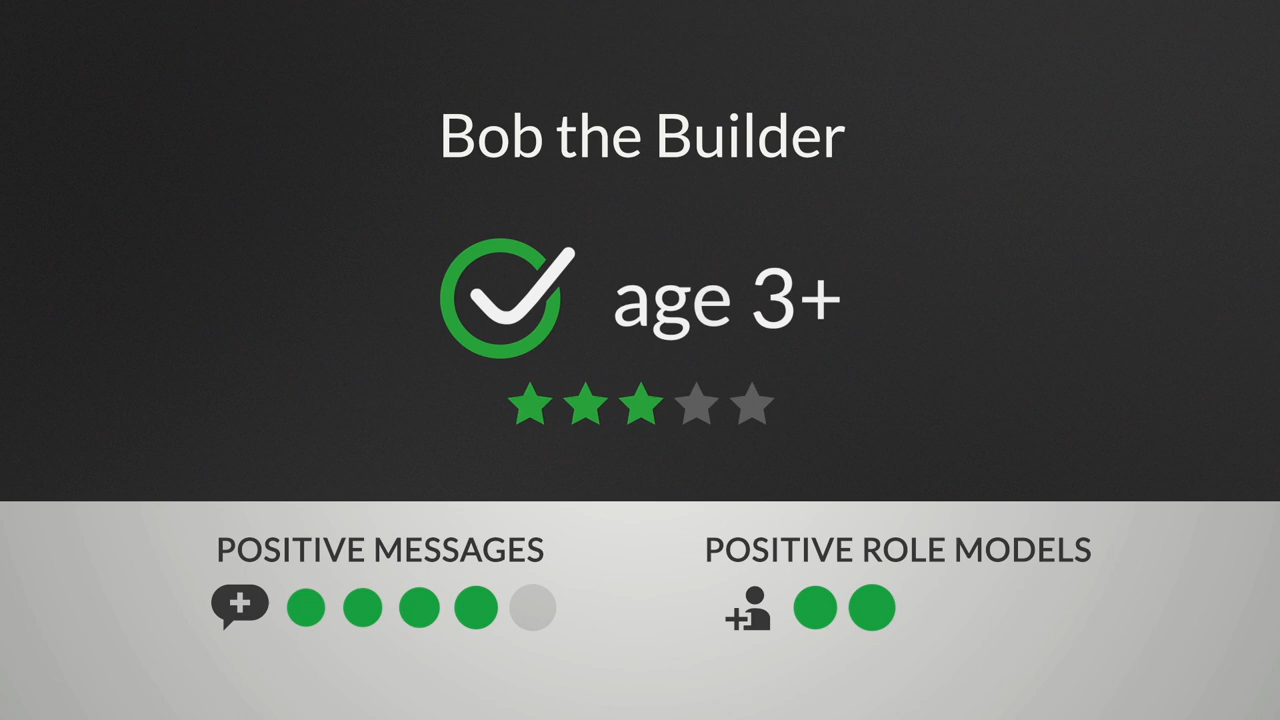 Bob the Builder
age 3+
POSITIVE MESSAGES
POSITIVE ROLE MODELS